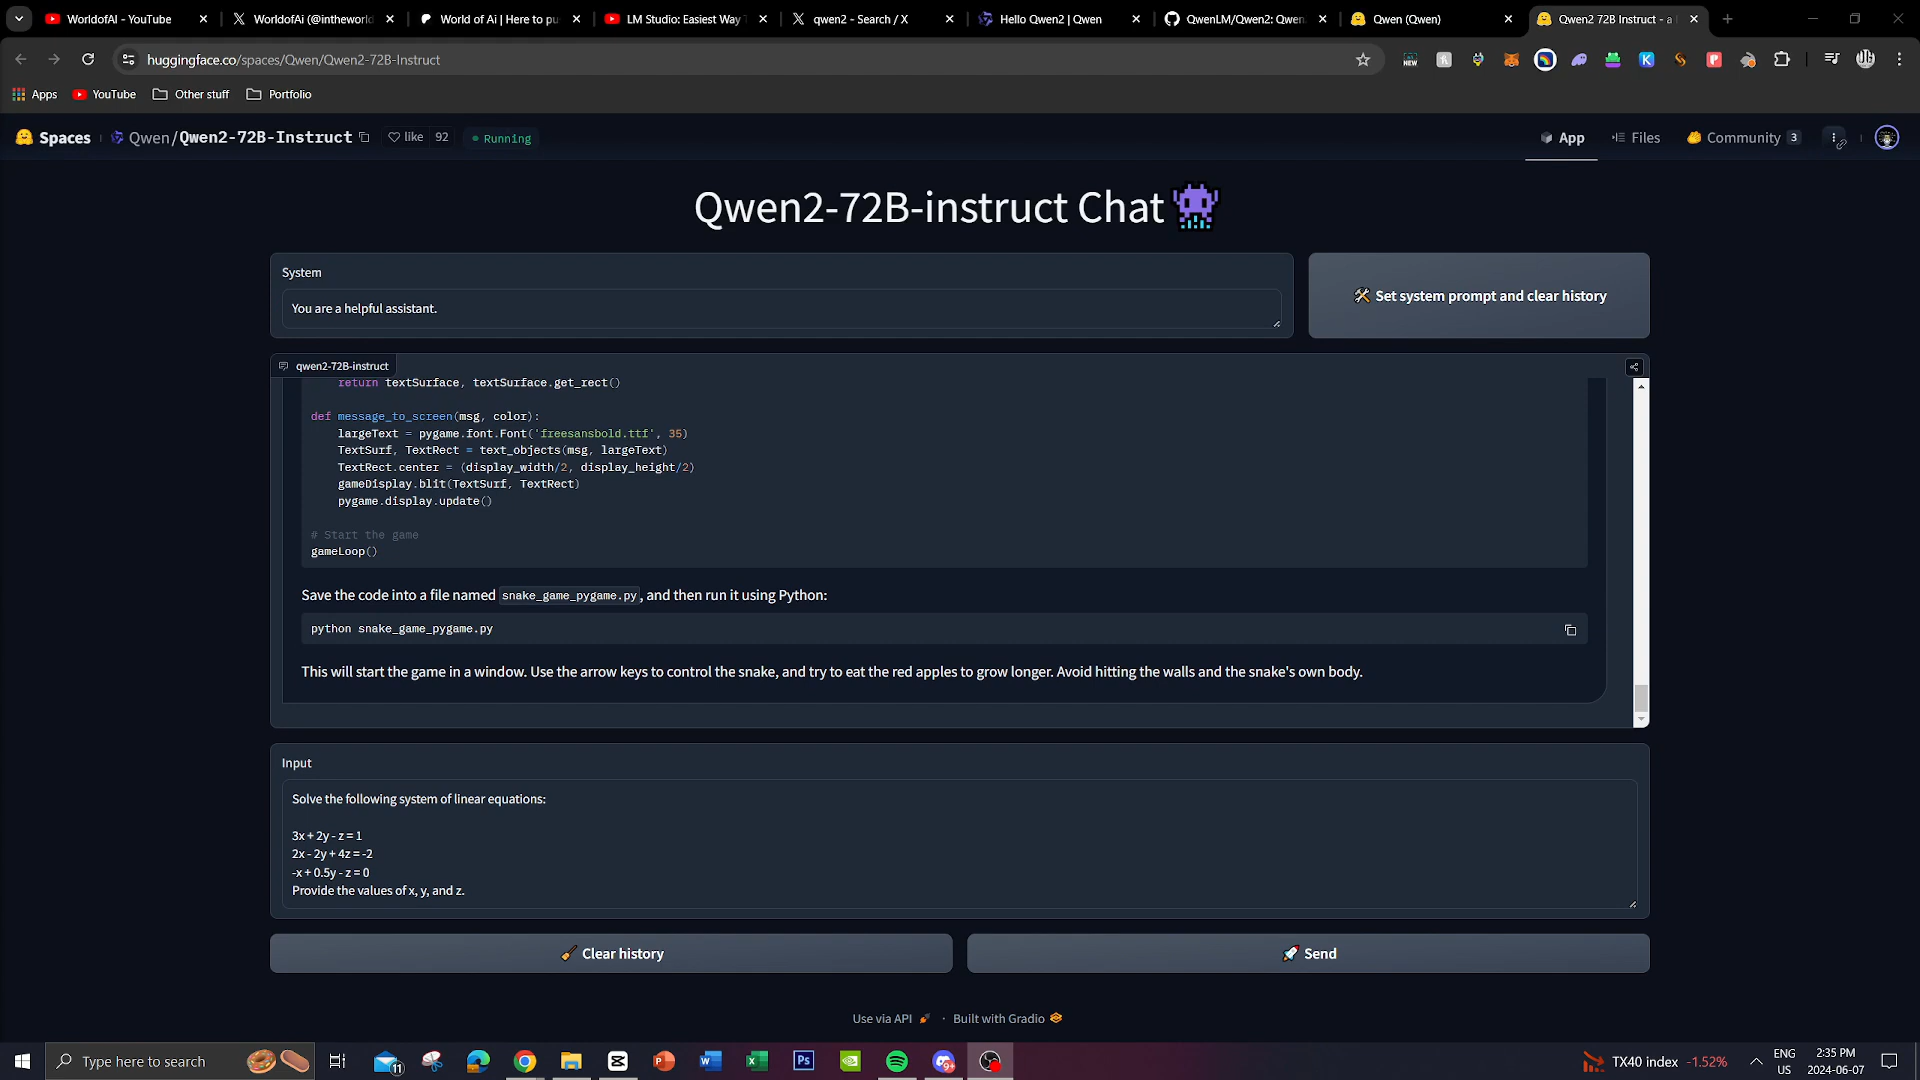 WorldofAI - YouTube
WorldofAi (@intheworld
World of Ai | Here to pu
LM Studio: Easiest Way T
qwen2 - Search / X
Hello Qwen2 | Qwen
QwenLM/Qwen2: Qwen
Qwen (Qwen)
Qwen2 72B Instruct - a
huggingface.co/spaces/Qwen/Qwen2-72B-Instruct
Apps
YouTube
Other stuff
Portfolio
Spaces
Qwen/Qwen2-72B-Instruct
like 92
Running
App
Files
Community 3
Qwen2-72B-instruct Chat
System
You are a helpful assistant.
Set system prompt and clear history
qwen2-72B-instruct
return textSurface, textSurface.get_rect()
def message_to_screen(msg, color):
largeText = pygame.font.Font('freesansbold.ttf', 35)
TextSurf, TextRect = text_objects(msg, largeText)
TextRect.center = (display_width/2, display_height/2)
gameDisplay.blit(TextSurf, TextRect)
pygame.display.update()
# Start the game
gameLoop()
Save the code into a file named snake_game_pygame.py, and then run it using Python:
python snake_game_pygame.py
This will start the game in a window. Use the arrow keys to control the snake, and try to eat the red apples to grow longer. Avoid hitting the walls and the snake's own body.
Input
Solve the following system of linear equations:
3x + 2y - z = 1
2x - 2y + 4z = -2
-x + 0.5y - z = 0
Provide the values of x, y, and z.
Clear history
Send
Use via API
·
Built with Gradio
Type here to search
11
9+
TX40 index -1.52%
ENG
US
2:35 PM
2024-06-07